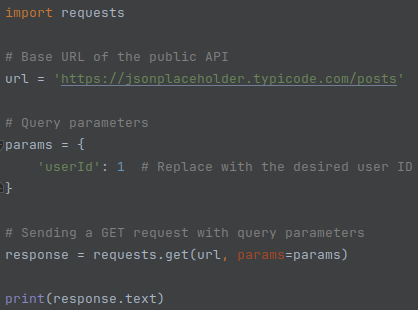 import requests
# Base URL of the public API
url = 'https://jsonplaceholder.typicode.com/posts'
# Query parameters
params = {
    'userId': 1  # Replace with the desired user ID
}
# Sending a GET request with query parameters
response = requests.get(url, params=params)
print(response.text)